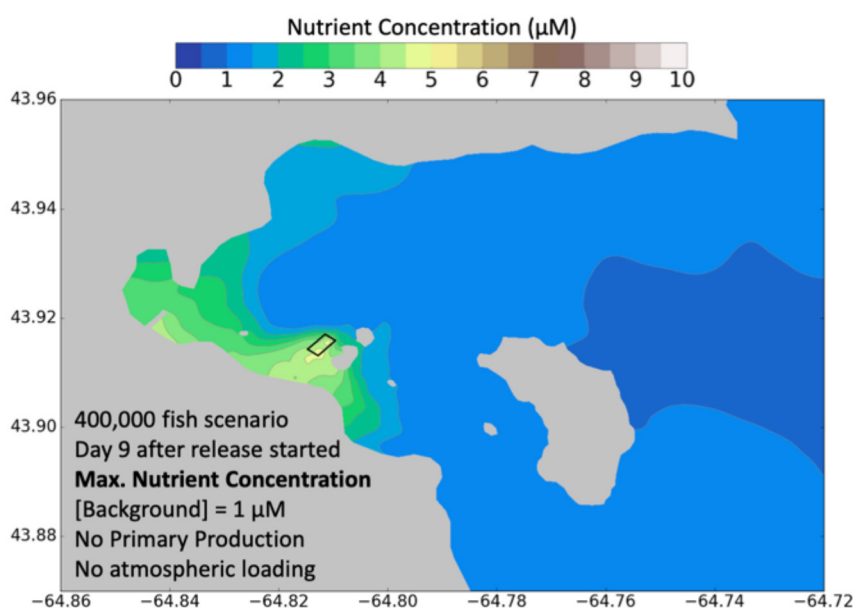 Nutrient Concentration (µM)
0 1 2 3 4 5 6 7 8 9 10
43.96
43.94
43.92
43.90
43.88
400,000 fish scenario
Day 9 after release started
Max. Nutrient Concentration
[Background] = 1 µM
No Primary Production
No atmospheric loading
−64.86 −64.84 −64.82 −64.80 −64.78 −64.76 −64.74 −64.72